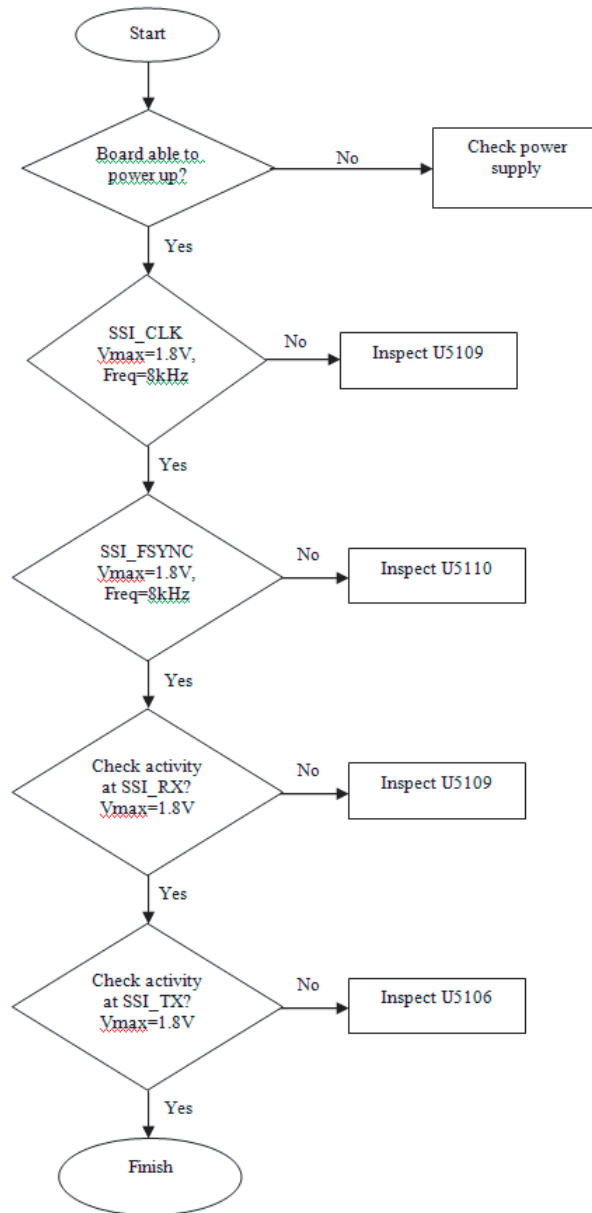 Start
Board able to
power up?
No
Check power
supply
Yes
SSI_CLK
Vmax=1.8V,
Freq=8kHz
No
Inspect U5109
Yes
SSI_FSYNC
Vmax=1.8V,
Freq=8kHz
No
Inspect U5110
Yes
Check activity
at SSI_RX?
Vmax=1.8V
No
Inspect U5109
Yes
Check activity
at SSI_TX?
Vmax=1.8V
No
Inspect U5106
Yes
Finish